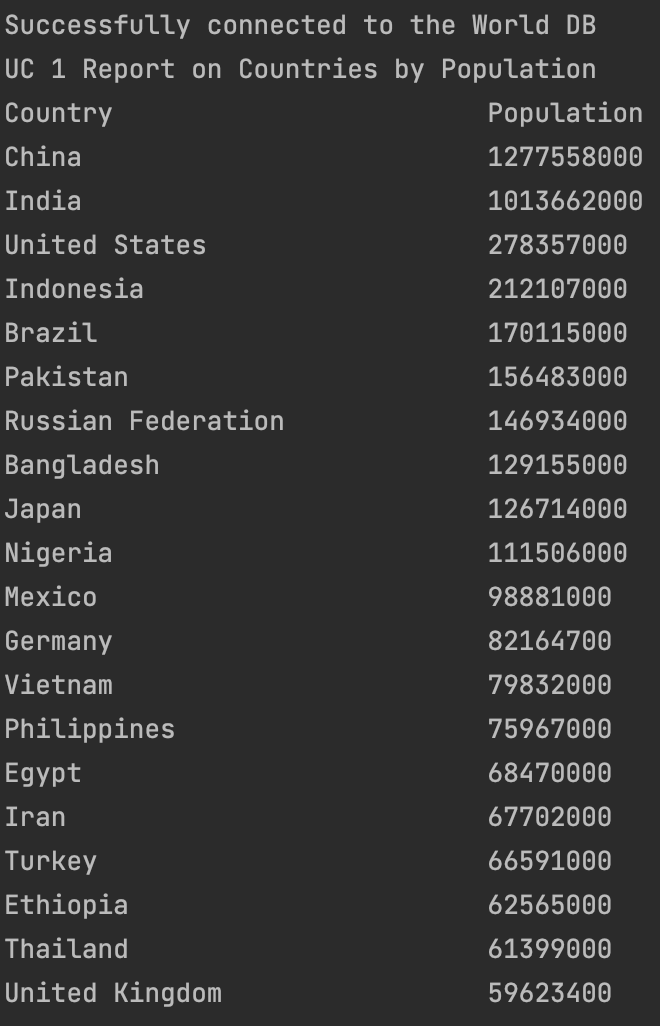 Successfully connected to the World DB
UC 1 Report on Countries by Population
Country Population
China 1277558000
India 1013662000
United States 278357000
Indonesia 212107000
Brazil 170115000
Pakistan 156483000
Russian Federation 146934000
Bangladesh 129155000
Japan 126714000
Nigeria 111506000
Mexico 98881000
Germany 82164700
Vietnam 79832000
Philippines 75967000
Egypt 68470000
Iran 67702000
Turkey 66591000
Ethiopia 62565000
Thailand 61399000
United Kingdom 59623400